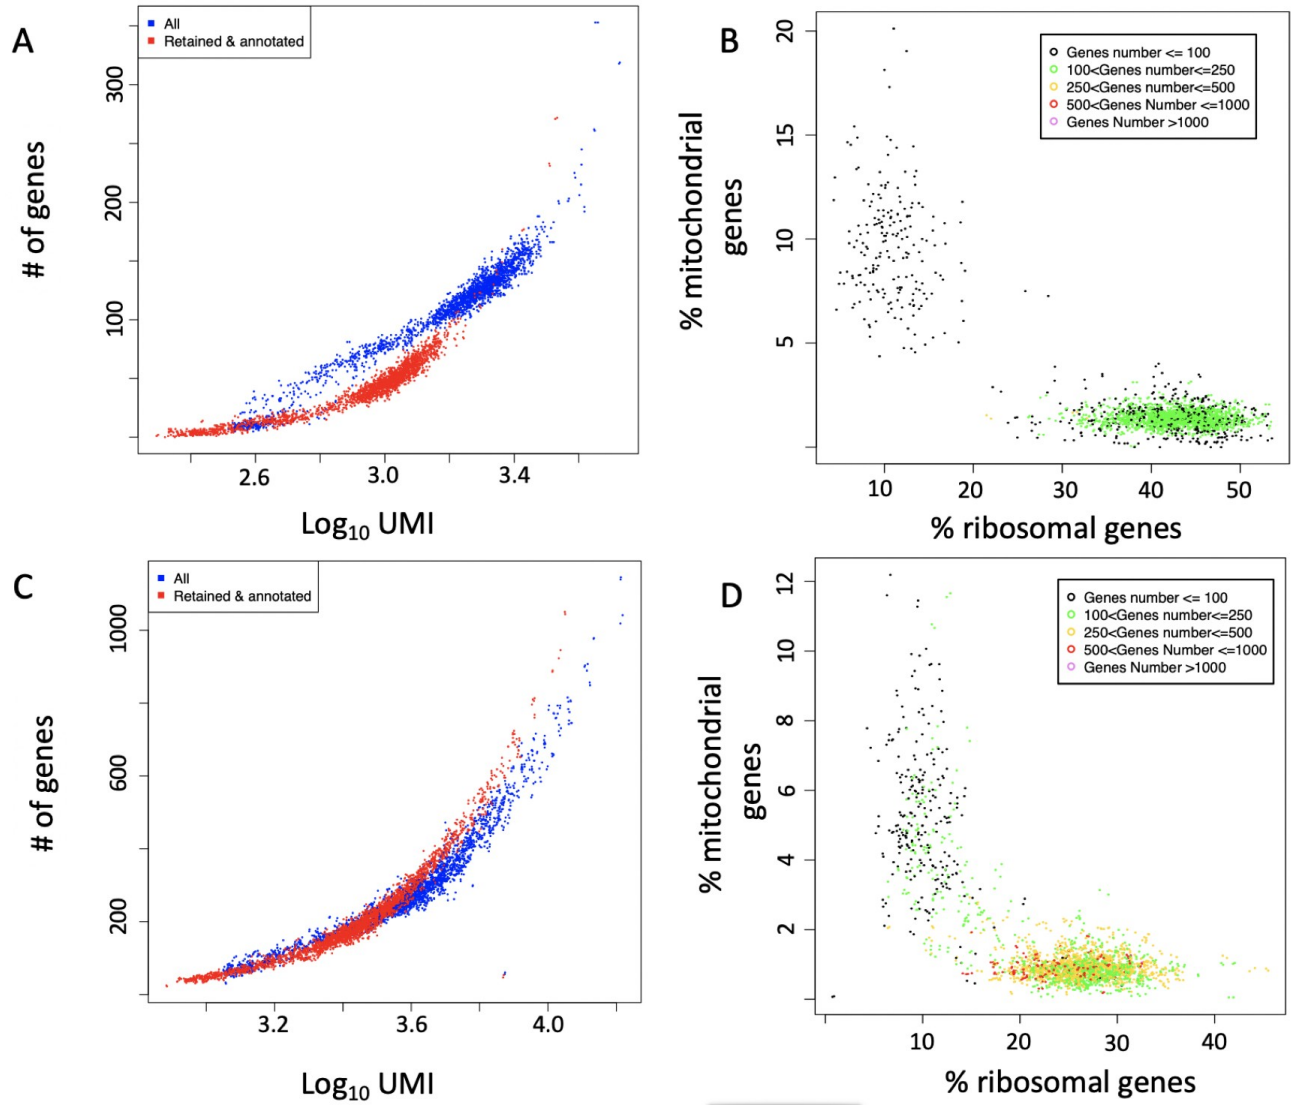 A
All
Retained & annotated
# of genes
300
200
100
2.6
3.0
3.4
Log10 UMI
B
Genes number <= 100
100<Genes number<=250
250<Genes number<=500
500<Genes Number <=1000
Genes Number >1000
% mitochondrial
genes
20
15
10
5
10
20
30
40
50
% ribosomal genes
C
All
Retained & annotated
# of genes
1000
600
200
3.2
3.6
4.0
Log10 UMI
D
Genes number <= 100
100<Genes number<=250
250<Genes number<=500
500<Genes Number <=1000
Genes Number >1000
% mitochondrial
genes
12
10
8
6
4
2
10
20
30
40
% ribosomal genes